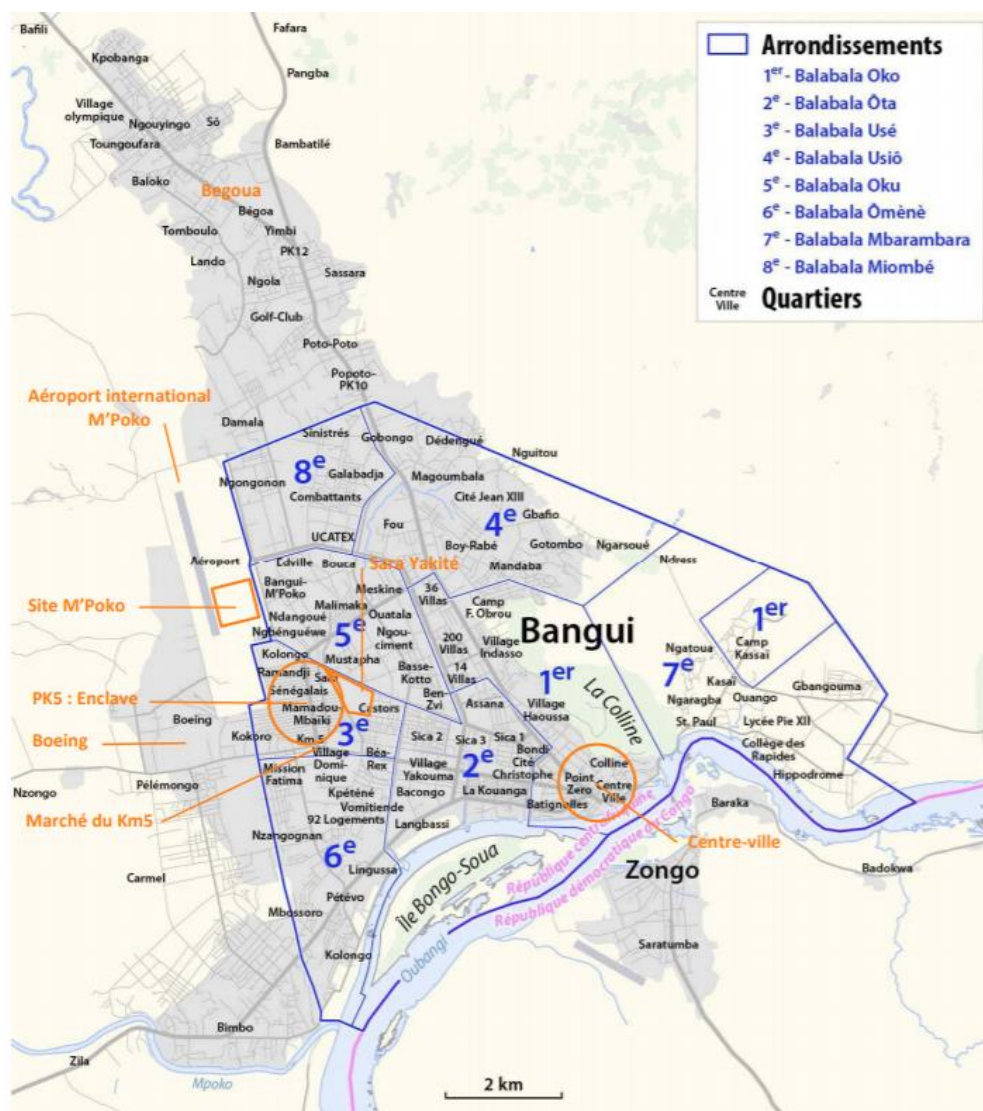 Bafili
Fafara
Kpobanga
Pangba
Village
olympique
Ngouyingo
Sô
Toungoufara
Bambatilé
Baloko
Begoua
Bégoa
Tomboulo
Yimbi
PK12
Lando
Sassara
Ngola
Golf-Club
Poto-Poto
Popoto-
PK10
Arrondissements
1er - Balabala Oko
2e - Balabala Ôta
3e - Balabala Usé
4e - Balabala Usiô
5e - Balabala Oku
6e - Balabala Ômènè
7e - Balabala Mbarambara
8e - Balabala Miombé
Centre
Ville
Quartiers
Aéroport international
M'Poko
Damala
Sinistrés
Gobongo
Dédengué
Nguitou
8e
Ngongonon
Galabadja
Magoumbala
Combattants
Cité Jean XIII
4e
Gbafio
Fou
UCATEX
Boy-Rabé
Gotombo
Ngarsoué
Mandaba
Ndress
Aéroport
Edville
Bouca
Sara Yakité
Site M'Poko
Bangui-
M'Poko
Meskine
36
Villas
Camp
F. Obrou
Malimaka
Ouatala
Ndangoué
Ngbénguéwe
5e
Ngou-
ciment
200
Villas
Village
Indasso
Bangui
1er
Camp
Kassaï
Ngatoua
7e
Kasaï
Kolongo
Mustapha
Basse-
Kotto
14
Villas
1er
La Colline
Ngaragba
Ouango
Gbangouma
Ramandji
Sara
PK5 : Enclave
Sénégalais
Ben-
Zvi
Assana
Village
Haoussa
St. Paul
Lycée Pie XII
Mamadou-
Mbaiki
Castors
Boeing
Boeing
Kokoro
Km 5
3e
Sica 2
Sica 3
Sica 1
Collège des
Rapides
Village
Domi-
nique
Béa-
Rex
2e
Bondi
Cité
Christophe
Colline
Hippodrome
Mission
Fatima
Village
Yakouma
Point
Zero
Centre
Ville
Nzongo
Pélémongo
Kpéténé
Bacongo
La Kouanga
Batignolles
Baraka
Marché du Km5
Vomitiende
92 Logements
Langbassi
Nzangognan
6e
Centre-ville
République centrafricaine
République démocratique du Congo
Zongo
Badokwa
Carmel
Lingussa
Île Bongo-Soua
Pétévo
Mbossoro
Saratumba
Kolongo
Oubangi
Bimbo
Zila
Mpoko
2 km